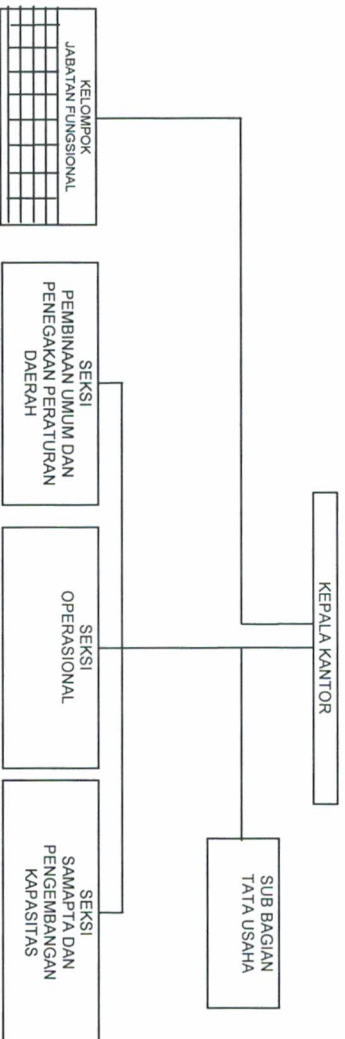 KEPALA KANTOR
SUB BAGIAN
TATA USAHA
KELOMPOK
JABATAN FUNGSIONAL
SEKSI
PEMBINAAN UMUM DAN
PENEGAKAN PERATURAN
DAERAH
SEKSI
OPERASIONAL
SEKSI
SAMAPTA DAN
PENGEMBANGAN
KAPASITAS